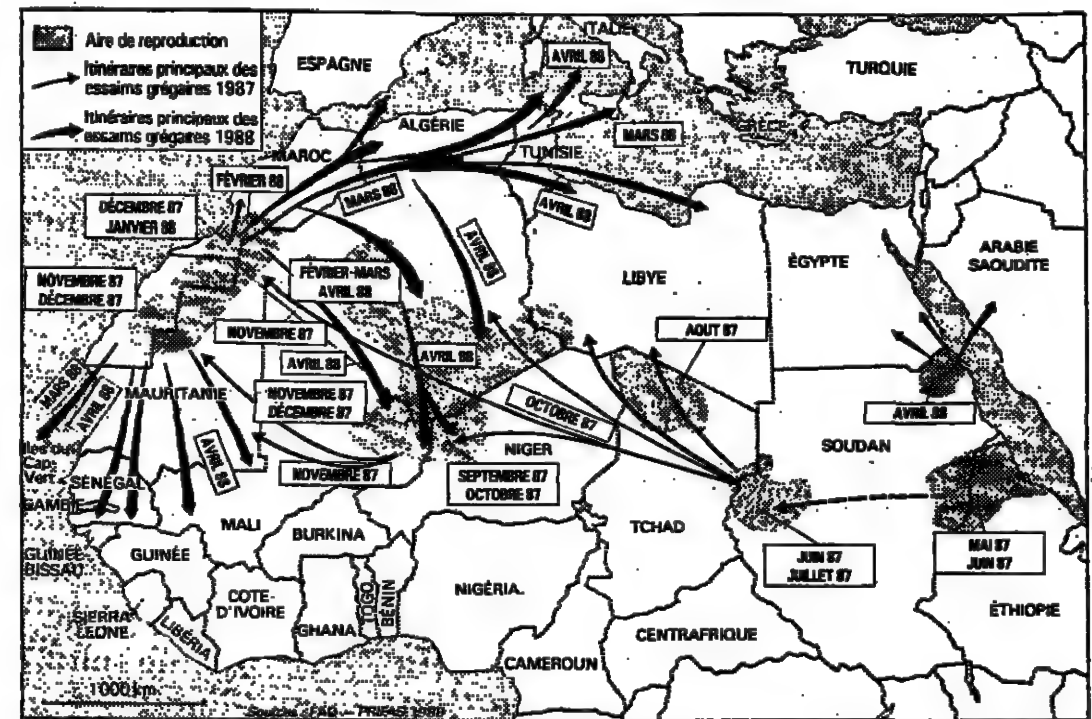 Aire de reproduction
Itinéraires principaux des
essaims grégaires 1987
Itinéraires principaux des
essaims grégaires 1988
ITALIE
ESPAGNE
AVRIL 88
TURQUIE
ALGÉRIE
GRÈCE
MARS 88
MAROC
TUNISIE
FÉVRIER 88
MARS 88
AVRIL 88
DÉCEMBRE 87
JANVIER 88
AVRIL 88
ARABIE
SAOUDITE
ÉGYPTE
LIBYE
NOVEMBRE 87
DÉCEMBRE 87
FÉVRIER-MARS
AVRIL 88
NOVEMBRE 87
AOUT 87
AVRIL 88
AVRIL 88
MARS 88
AVRIL 88
MAURITANIE
NOVEMBRE 87
DÉCEMBRE 87
OCTOBRE 87
AVRIL 88
SOUDAN
Iles du
Cap-
Vert
AVRIL 88
NIGER
NOVEMBRE 87
SEPTEMBRE 87
OCTOBRE 87
SÉNÉGAL
GAMBIE
MALI
TCHAD
BURKINA
GUINÉE
BISSAU
GUINÉE
JUIN 87
JUILLET 87
MAI 87
JUIN 87
NIGÉRIA
COTE-
D'IVOIRE
TOGO
BÉNIN
ÉTHIOPIE
SIERRA
LEONE
LIBÉRIA
GHANA
CENTRAFRIQUE
CAMEROUN
1000 km
Sources : FAO — PRIFAS 1988